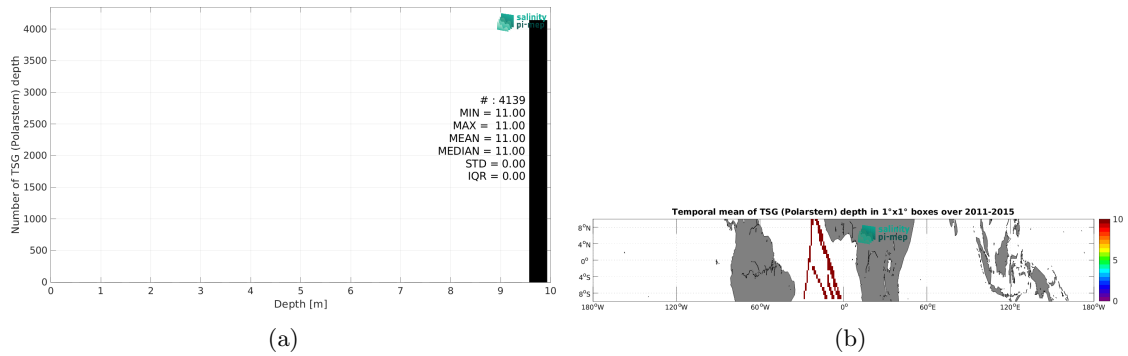 salinity
pi-mep
Number of TSG (Polarstern) depth
4000
3500
3000
2500
2000
1500
1000
500
0
# : 4139
MIN = 11.00
MAX = 11.00
MEAN = 11.00
MEDIAN = 11.00
STD = 0.00
IQR = 0.00
0 1 2 3 4 5 6 7 8 9 10
Depth [m]
(a)
Temporal mean of TSG (Polarstern) depth in 1°x1° boxes over 2011-2015
salinity
pi-mep
8°N
4°N
0°
4°S
8°S
180°W 120°W 60°W 0°E 60°E 120°E 180°W
10
5
0
(b)